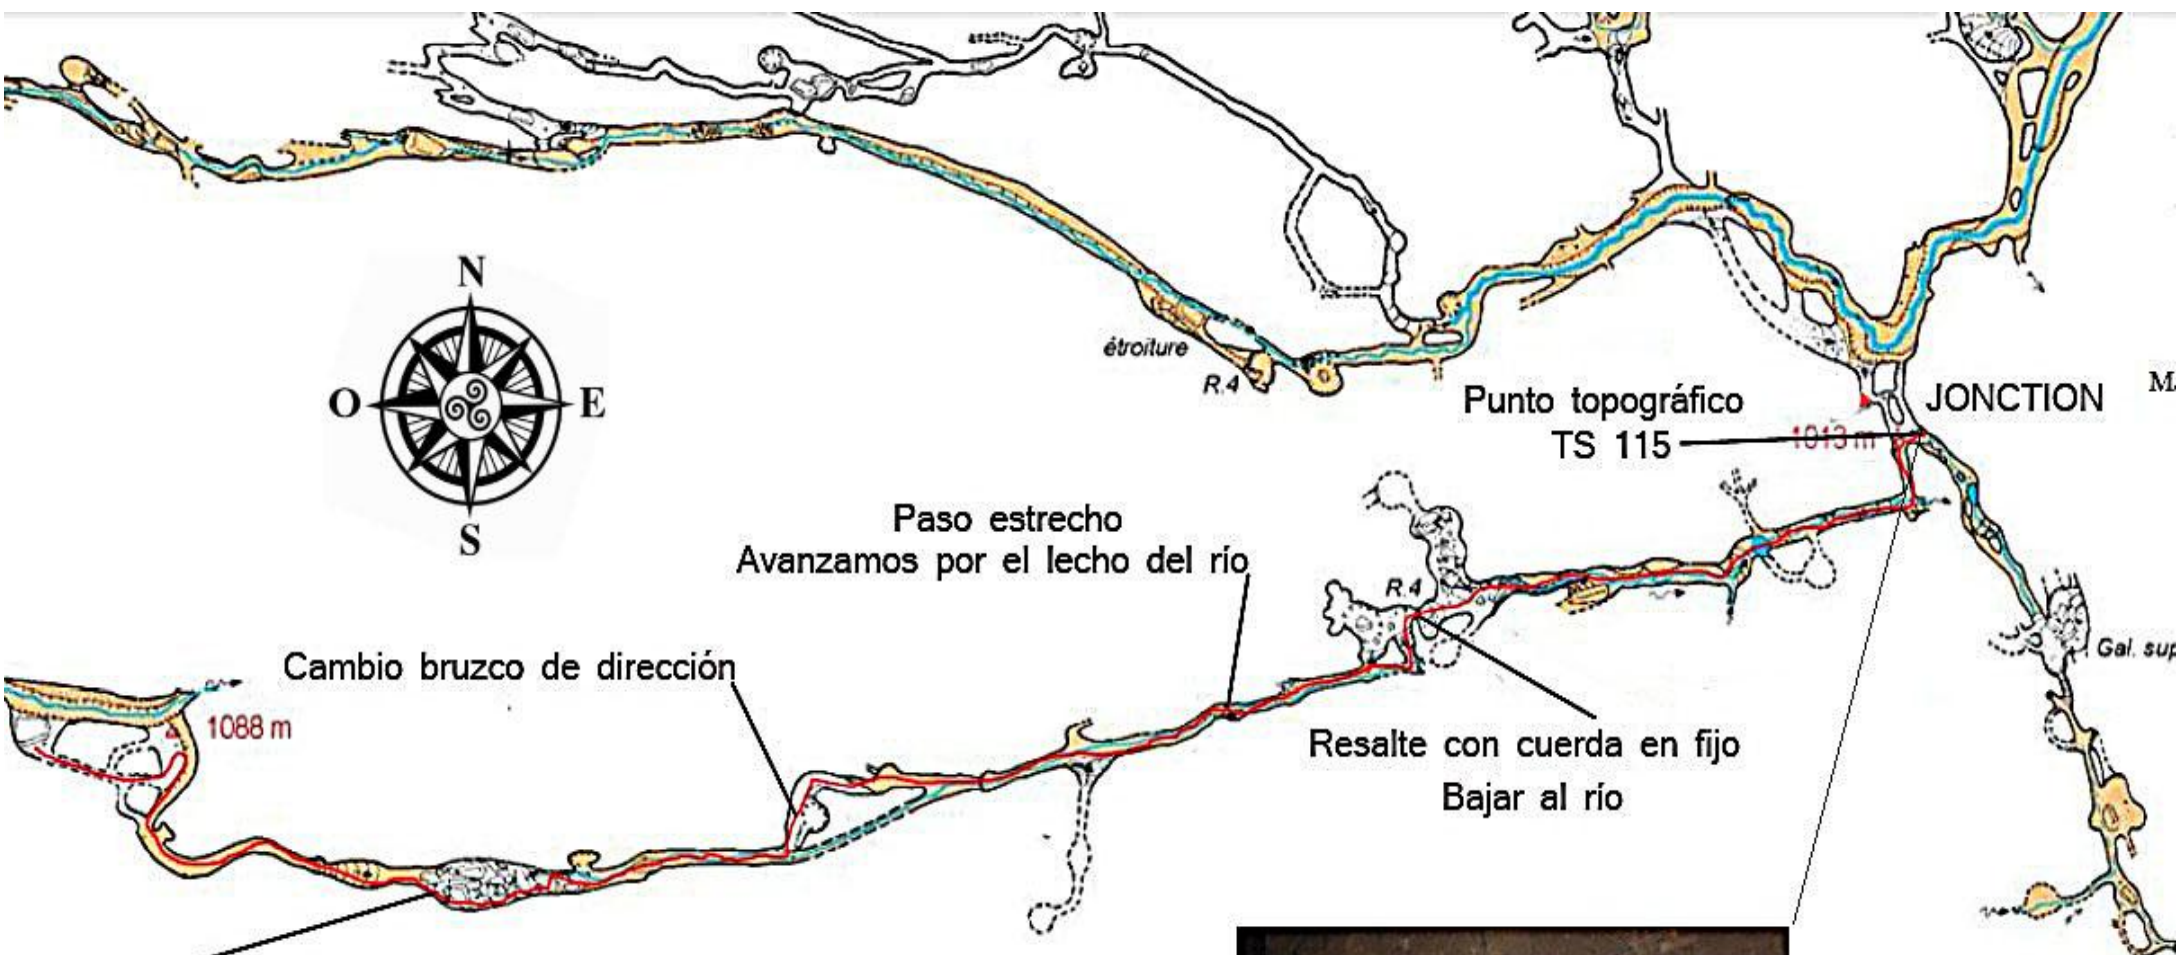 N
O
E
S
étroiture
R.4
Punto topográfico
TS 115
JONCTION
1013 m
Paso estrecho
Avanzamos por el lecho del río
R.4
Cambio bruzco de dirección
Gal. sup
1088 m
Resalte con cuerda en fijo
Bajar al río